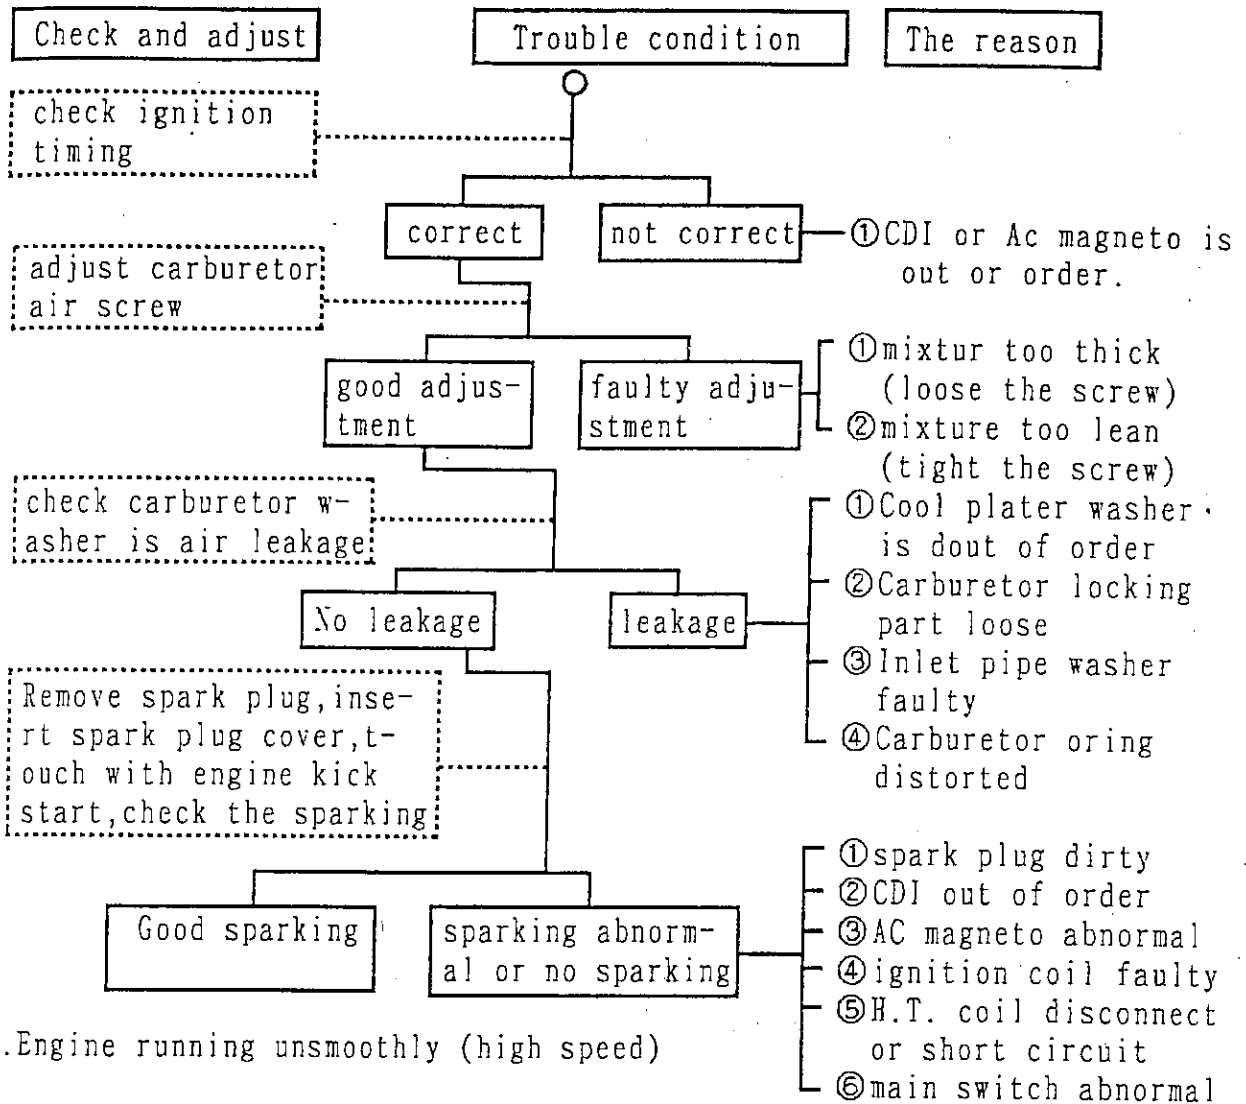 Check and adjust
Trouble condition
The reason
check ignition
timing
correct
not correct
①CDI or Ac magneto is
out or order.
adjust carburetor
air screw
good adjus-
tment
faulty adju-
stment
①mixtur too thick
(loose the screw)
②mixture too lean
(tight the screw)
check carburetor w-
asher is air leakage
No leakage
leakage
①Cool plater washer
is dout of order
②Carburetor locking
part loose
③Inlet pipe washer
faulty
④Carburetor oring
distorted
Remove spark plug,inse-
rt spark plug cover,t-
ouch with engine kick
start,check the sparking
Good sparking
sparking abnorm-
al or no sparking
①spark plug dirty
②CDI out of order
③AC magneto abnormal
④ignition coil faulty
⑤H.T. coil disconnect
or short circuit
⑥main switch abnormal
.Engine running unsmoothly (high speed)